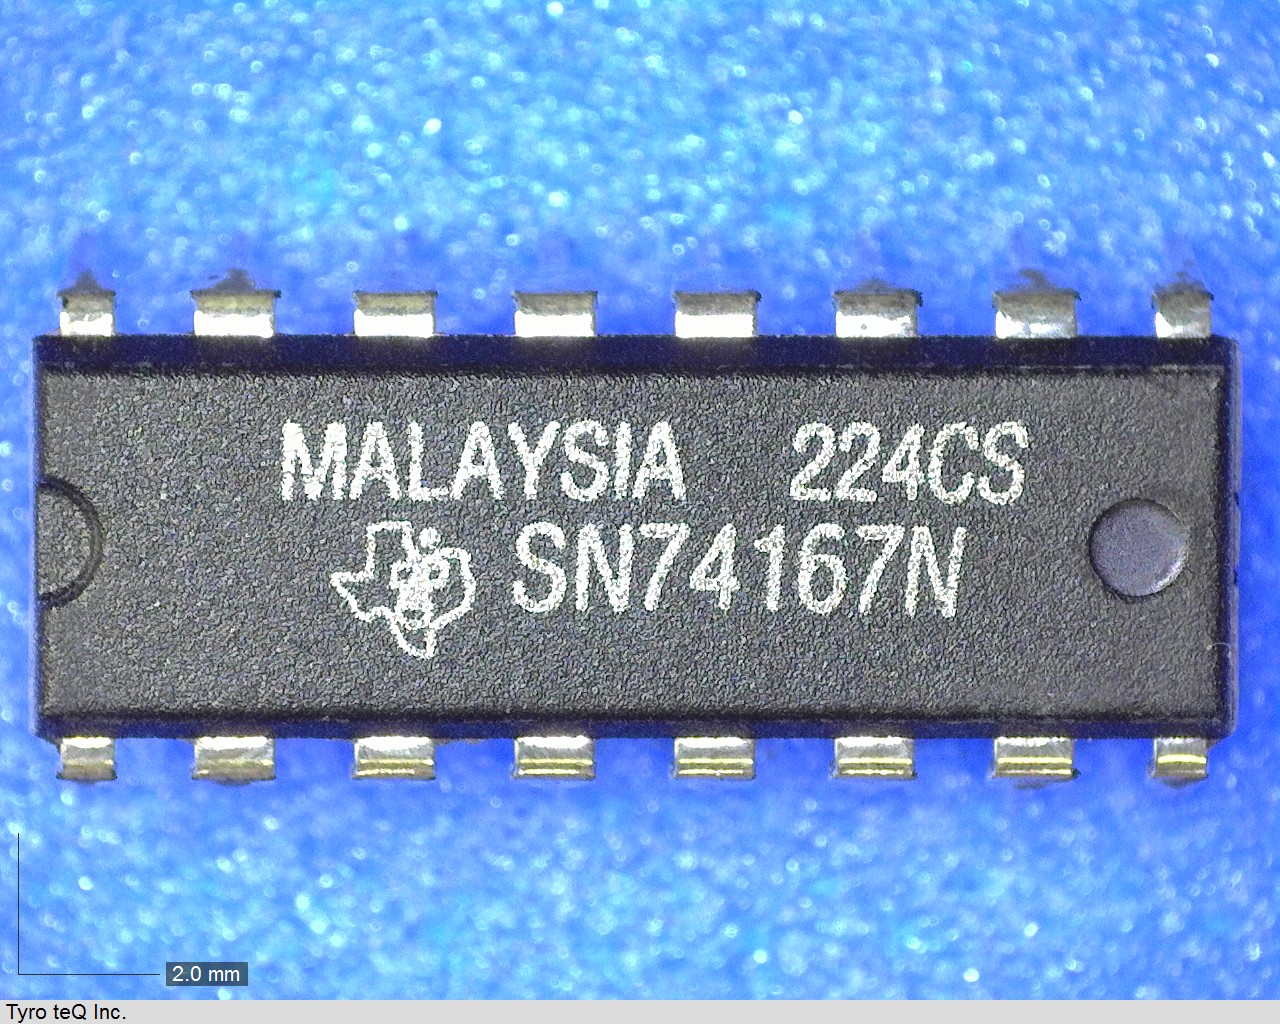 MALAYSIA 224CS
SN74167N
2.0 mm
Tyro teQ Inc.